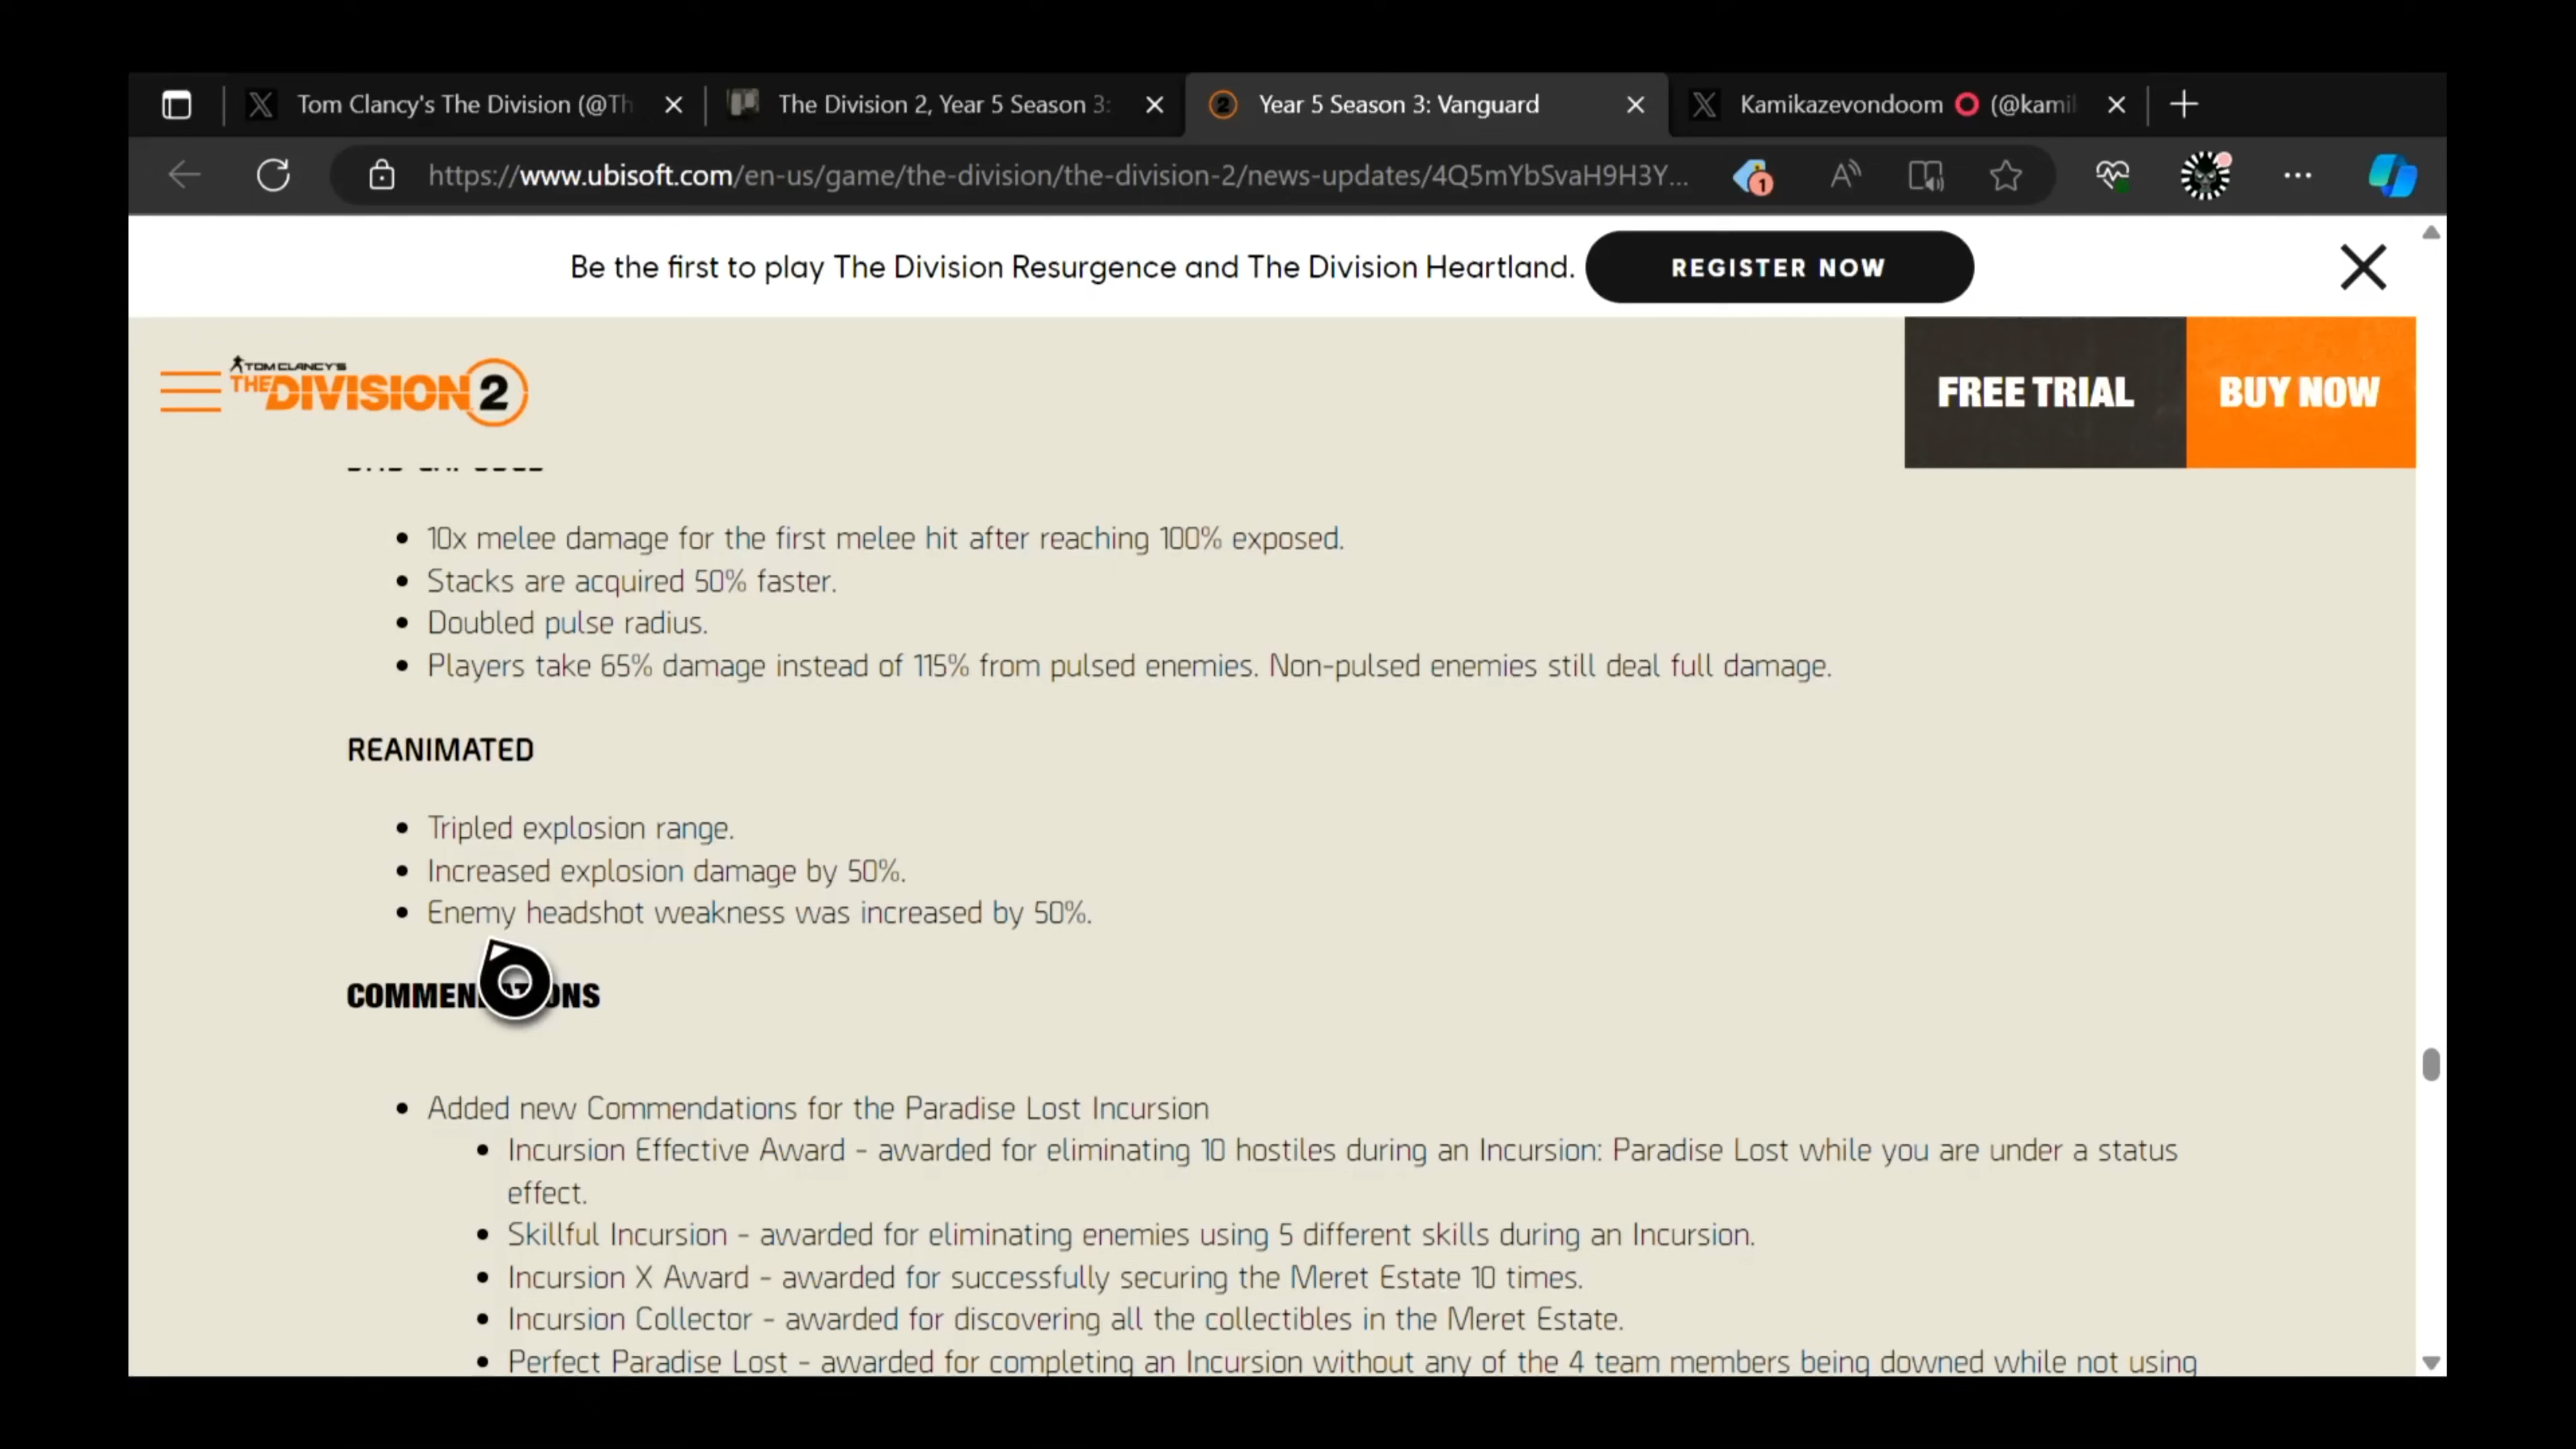 Tom Clancy's The Division (@Th
The Division 2, Year 5 Season 3:
Year 5 Season 3: Vanguard
Kamikazevondoom ⭕ (@kamil
https://www.ubisoft.com/en-us/game/the-division/the-division-2/news-updates/4Q5mYbSvaH9H3Y...
1
Be the first to play The Division Resurgence and The Division Heartland.
REGISTER NOW
TOM CLANCY'S
THE DIVISION 2
FREE TRIAL
BUY NOW
• 10x melee damage for the first melee hit after reaching 100% exposed.
• Stacks are acquired 50% faster.
• Doubled pulse radius.
• Players take 65% damage instead of 115% from pulsed enemies. Non-pulsed enemies still deal full damage.
REANIMATED
• Tripled explosion range.
• Increased explosion damage by 50%.
• Enemy headshot weakness was increased by 50%.
COMMENDATIONS
• Added new Commendations for the Paradise Lost Incursion
• Incursion Effective Award - awarded for eliminating 10 hostiles during an Incursion: Paradise Lost while you are under a status
effect.
• Skillful Incursion - awarded for eliminating enemies using 5 different skills during an Incursion.
• Incursion X Award - awarded for successfully securing the Meret Estate 10 times.
• Incursion Collector - awarded for discovering all the collectibles in the Meret Estate.
• Perfect Paradise Lost - awarded for completing an Incursion without any of the 4 team members being downed while not using